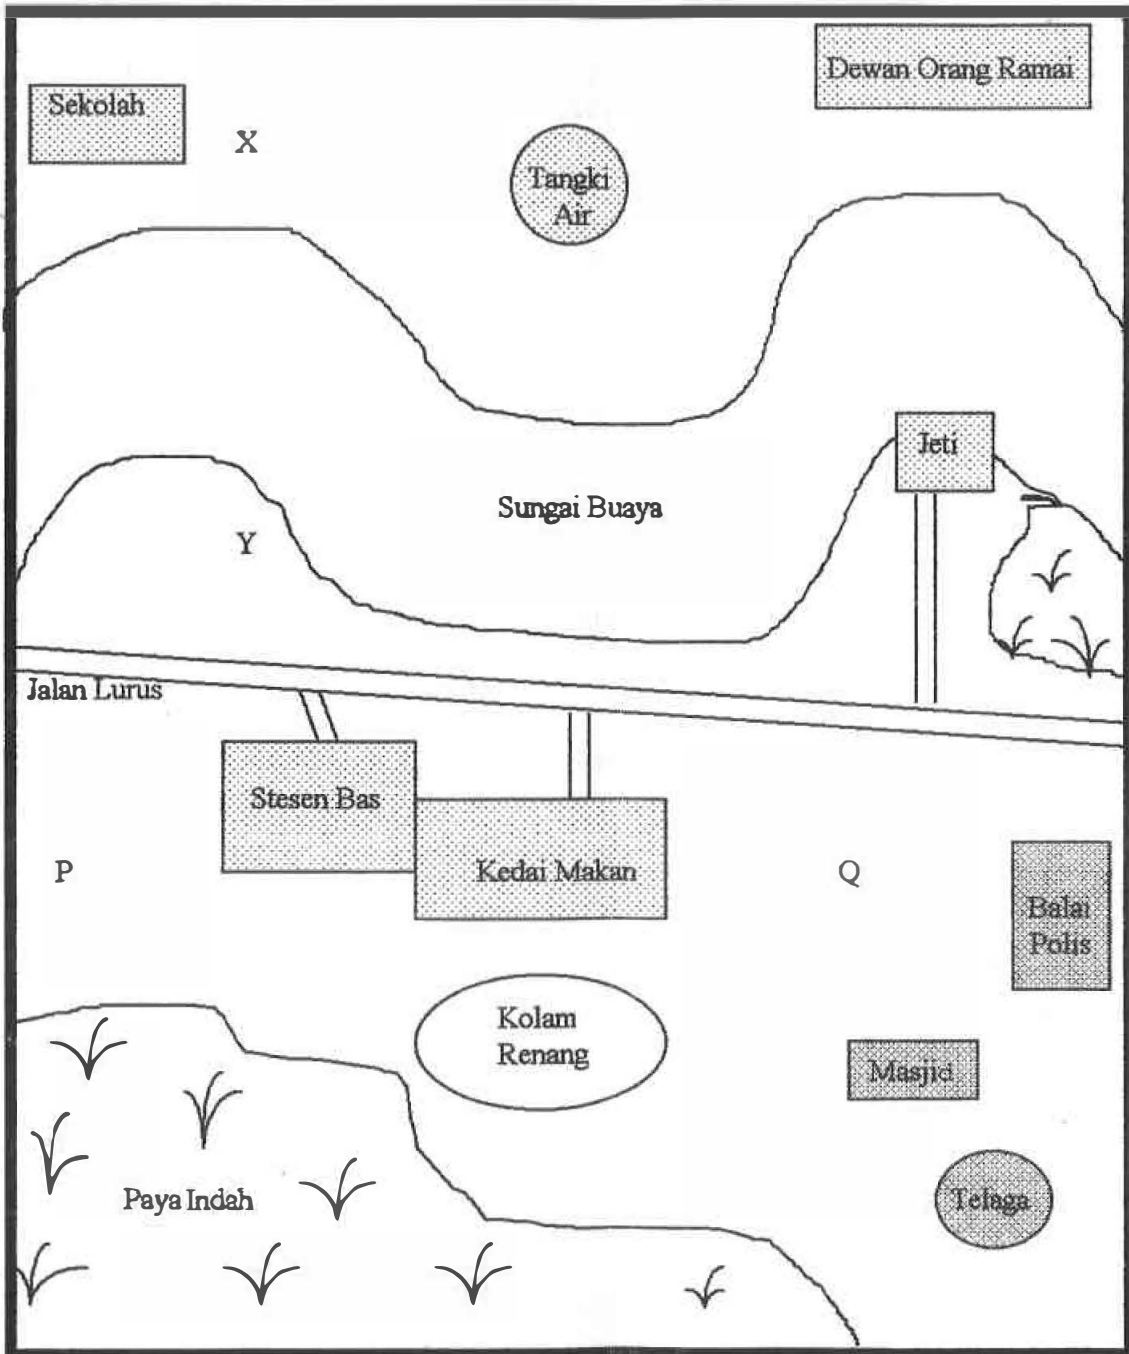 Dewan Orang Ramai
Sekolah
X
Tangki
Air
Jeti
Sungai Buaya
Y
Jalan Lurus
Stesen Bas
Kedai Makan
P
Q
Balai
Polis
Kolam
Renang
Masjid
Paya Indah
Telaga